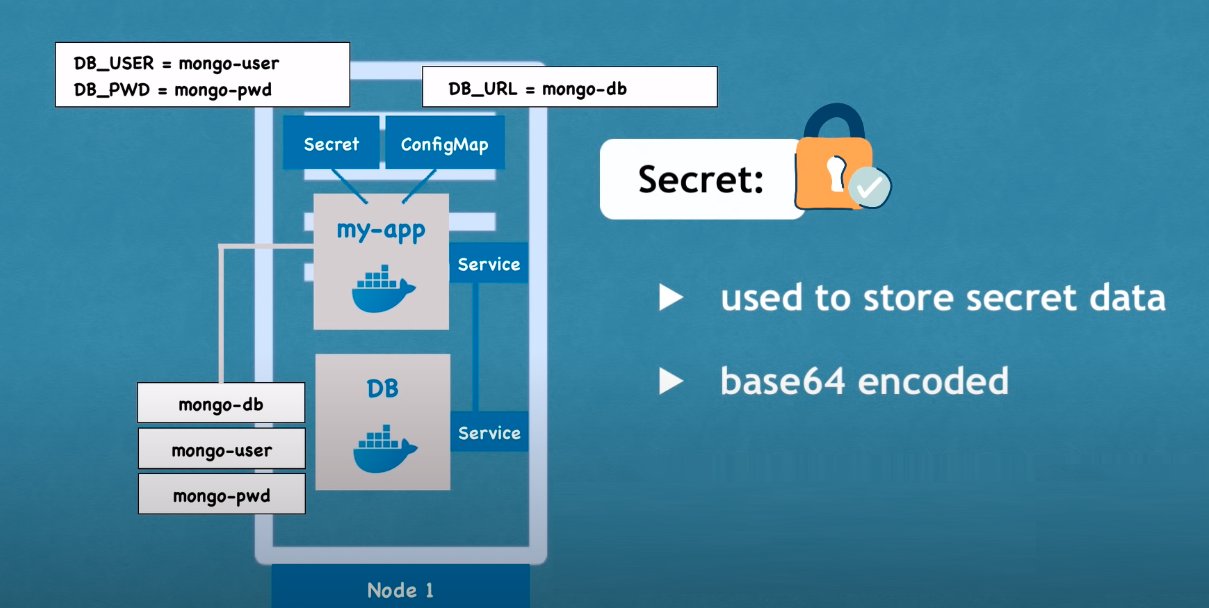 DB_USER = mongo-user
DB_PWD = mongo-pwd
DB_URL = mongo-db
Secret
ConfigMap
my-app
Service
DB
Service
mongo-db
mongo-user
mongo-pwd
Node 1
Secret:
used to store secret data
base64 encoded